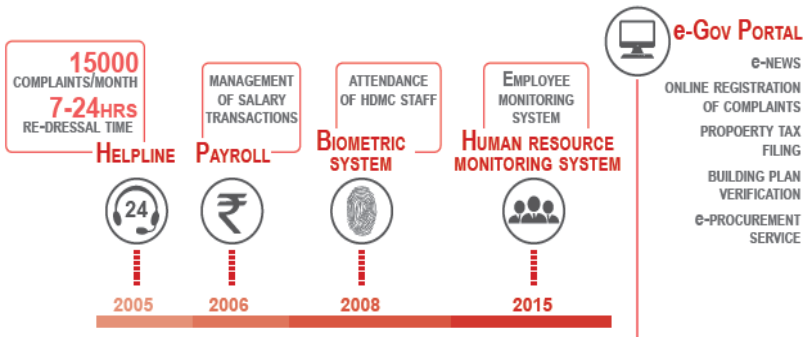 15000
COMPLAINTS/MONTH
7-24HRS
RE-DRESSAL TIME
HELPLINE
24
2005
MANAGEMENT
OF SALARY
TRANSACTIONS
PAYROLL
₹
2006
ATTENDANCE
OF HDMC STAFF
BIOMETRIC
SYSTEM
2008
EMPLOYEE
MONITORING
SYSTEM
HUMAN RESOURCE
MONITORING SYSTEM
2015
e-GOV PORTAL
e-NEWS
ONLINE REGISTRATION
OF COMPLAINTS
PROPOERTY TAX
FILING
BUILDING PLAN
VERIFICATION
e-PROCUREMENT
SERVICE